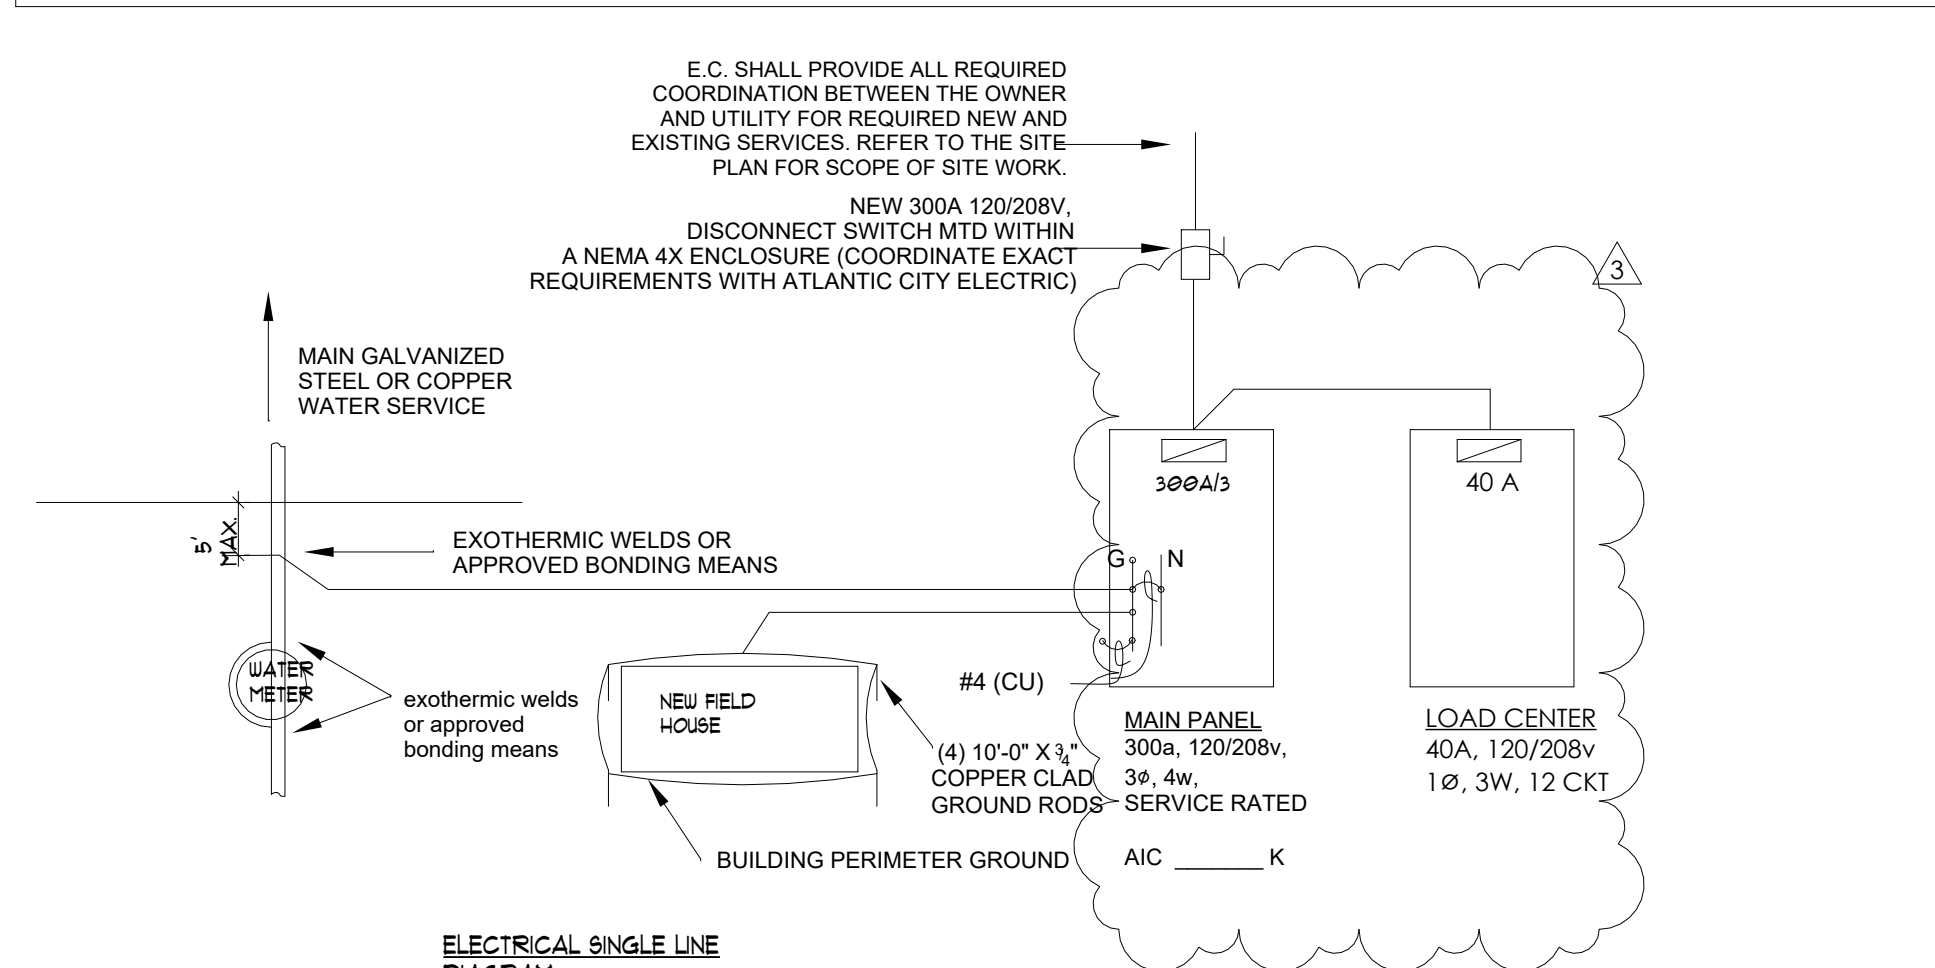 E.C. SHALL PROVIDE ALL REQUIRED
COORDINATION BETWEEN THE OWNER
AND UTILITY FOR REQUIRED NEW AND
EXISTING SERVICES. REFER TO THE SITE
PLAN FOR SCOPE OF SITE WORK.
NEW 300A 120/208V,
DISCONNECT SWITCH MTD WITHIN
A NEMA 4X ENCLOSURE (COORDINATE EXACT
REQUIREMENTS WITH ATLANTIC CITY ELECTRIC)
3
MAIN GALVANIZED
STEEL OR COPPER
WATER SERVICE
300A/3
40 A
5'
MAX.
EXOTHERMIC WELDS OR
APPROVED BONDING MEANS
G
N
WATER
METER
exothermic welds
or approved
bonding means
NEW FIELD
HOUSE
#4 (CU)
(4) 10'-0" X 3/4"
COPPER CLAD
GROUND RODS
BUILDING PERIMETER GROUND
MAIN PANEL
300a, 120/208v,
3ø, 4w,
SERVICE RATED
AIC _______ K
LOAD CENTER
40A, 120/208v
1Ø, 3W, 12 CKT
ELECTRICAL SINGLE LINE
DIAGRAM